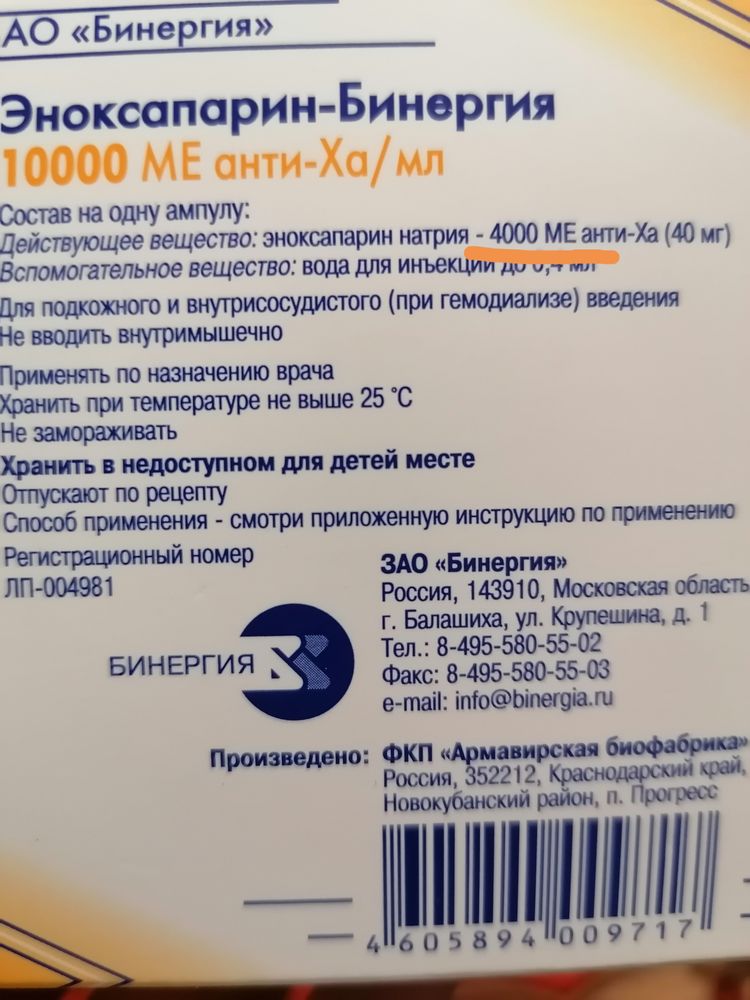 АО «Бинергия»
Эноксапарин-Бинергия
10000 МЕ анти-Ха/мл
Состав на одну ампулу:
Действующее вещество: эноксапарин натрия - 4000 МЕ анти-Ха (40 мг)
Вспомогательное вещество: вода для инъекций до 0,4 мл
Для подкожного и внутрисосудистого (при гемодиализе) введения
Не вводить внутримышечно
Применять по назначению врача
Хранить при температуре не выше 25 °С
Не замораживать
Хранить в недоступном для детей месте
Отпускают по рецепту
Способ применения - смотри приложенную инструкцию по применению
Регистрационный номер
ЛП-004981
ЗАО «Бинергия»
Россия, 143910, Московская область
г. Балашиха, ул. Крупешина, д. 1
Тел.: 8-495-580-55-02
Факс: 8-495-580-55-03
e-mail: info@binergia.ru
БИНЕРГИЯ
Произведено: ФКП «Армавирская биофабрика»
Россия, 352212, Краснодарский край,
Новокубанский район, п. Прогресс
4 605894 009717